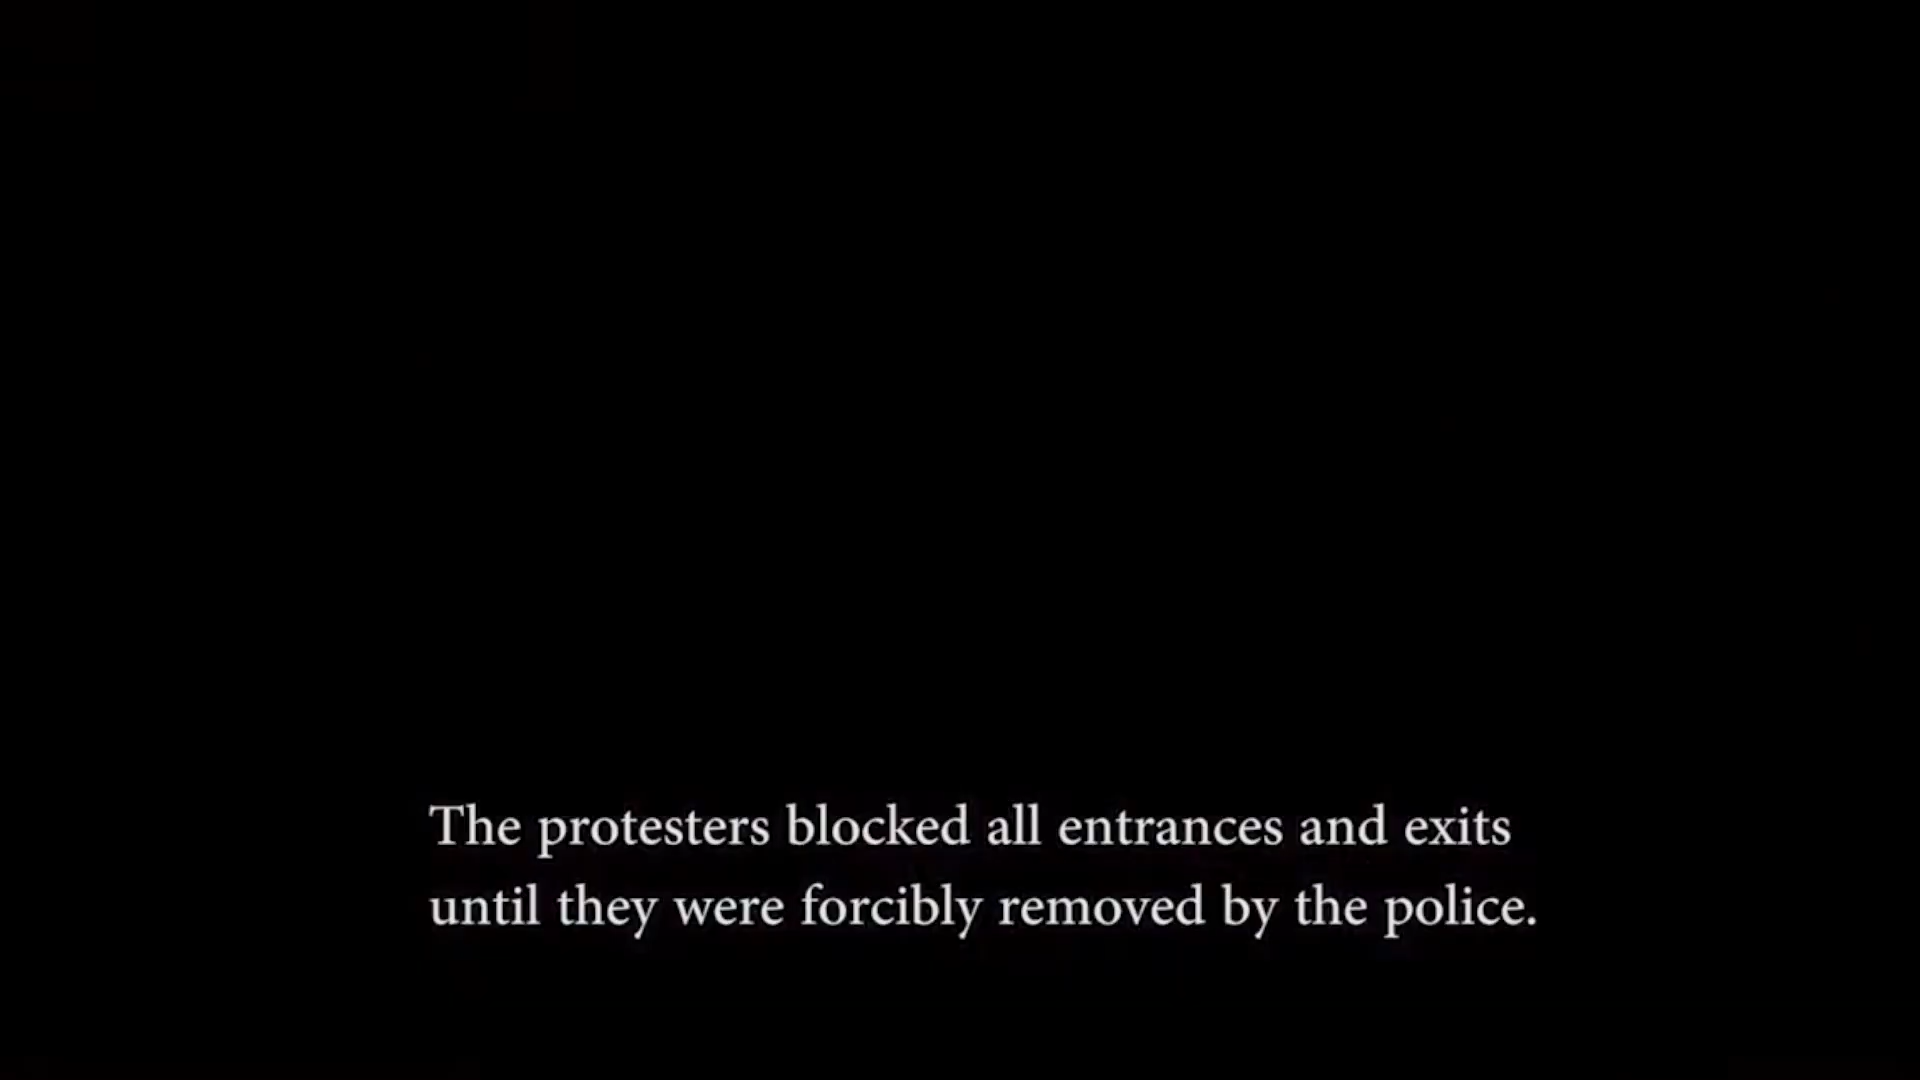 The protesters blocked all entrances and exits
until they were forcibly removed by the police.